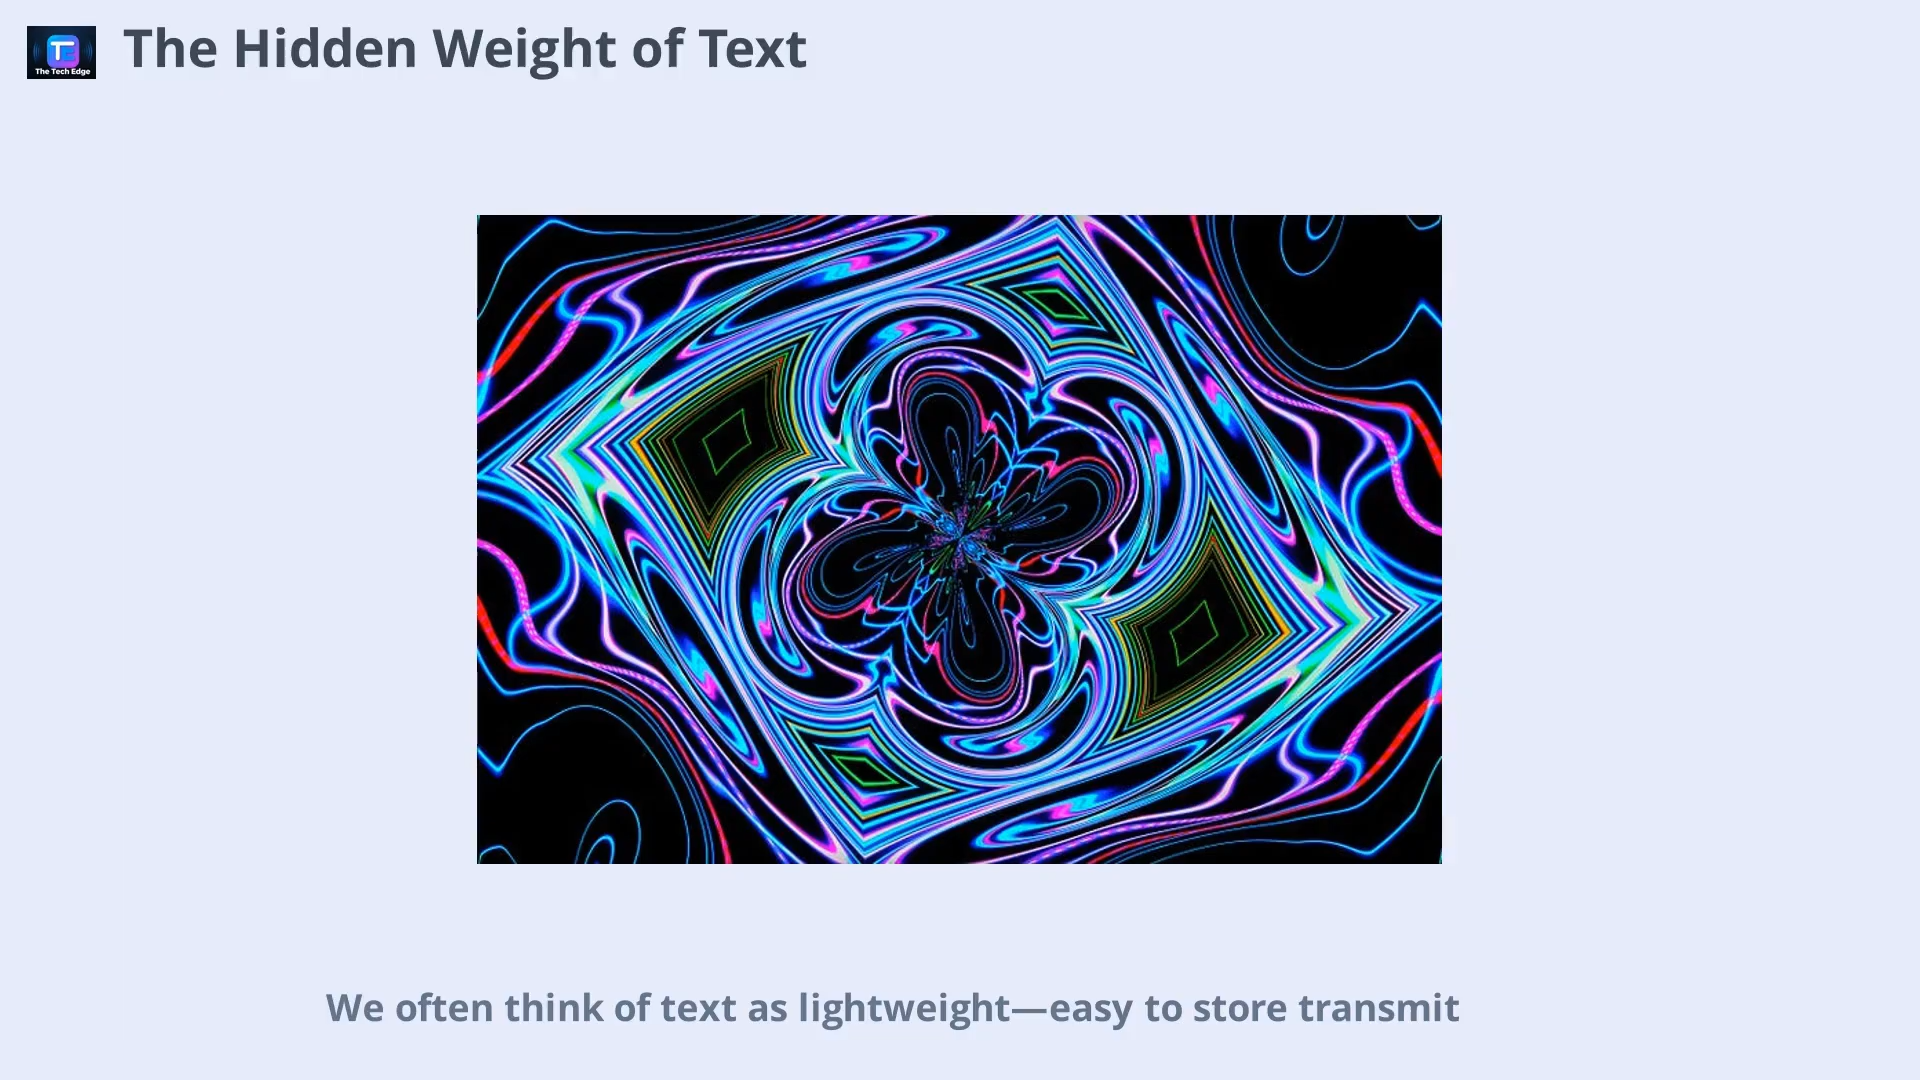 The Tech Edge
The Hidden Weight of Text
We often think of text as lightweight—easy to store transmit